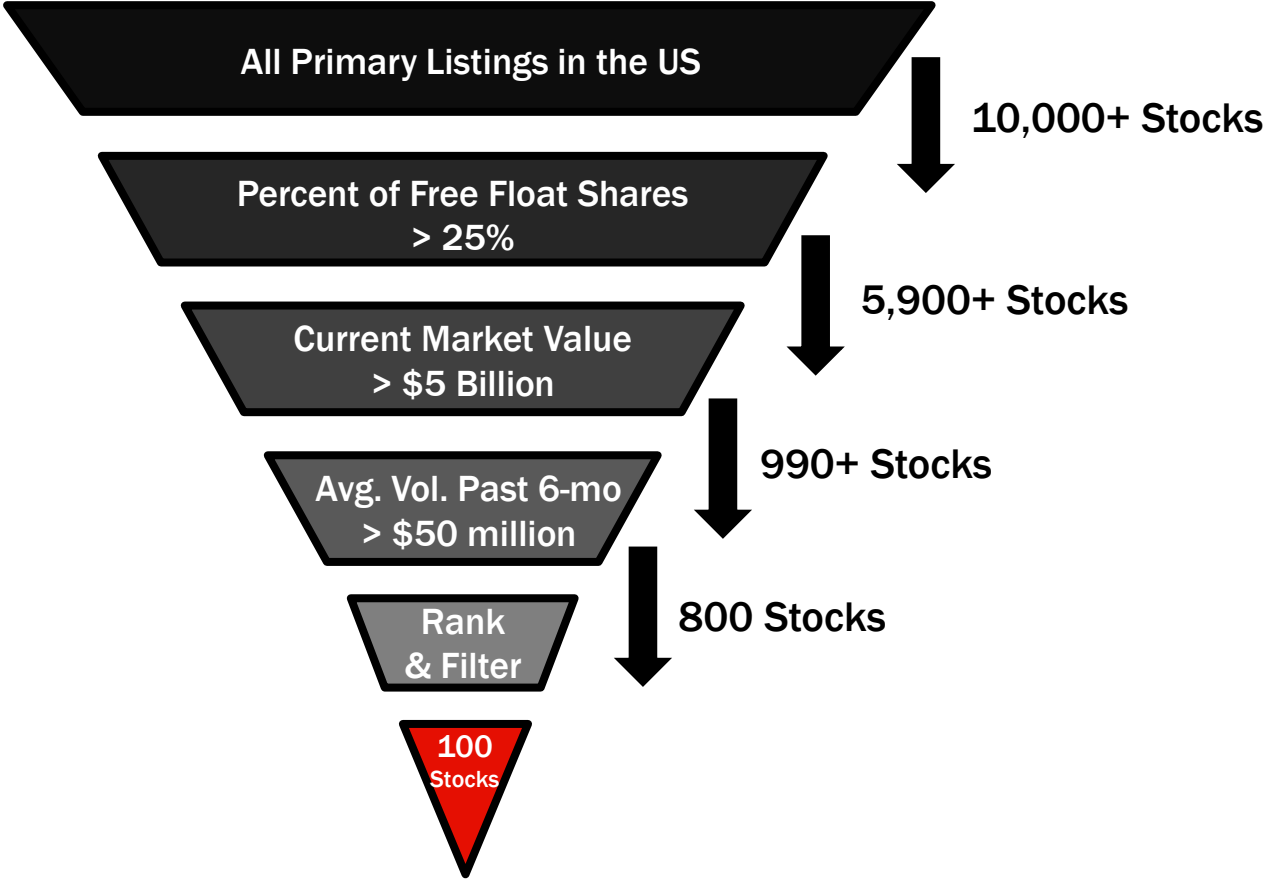 All Primary Listings in the US
10,000+ Stocks
Percent of Free Float Shares
> 25%
5,900+ Stocks
Current Market Value
> $5 Billion
990+ Stocks
Avg. Vol. Past 6-mo
> $50 million
800 Stocks
Rank
& Filter
100
Stocks